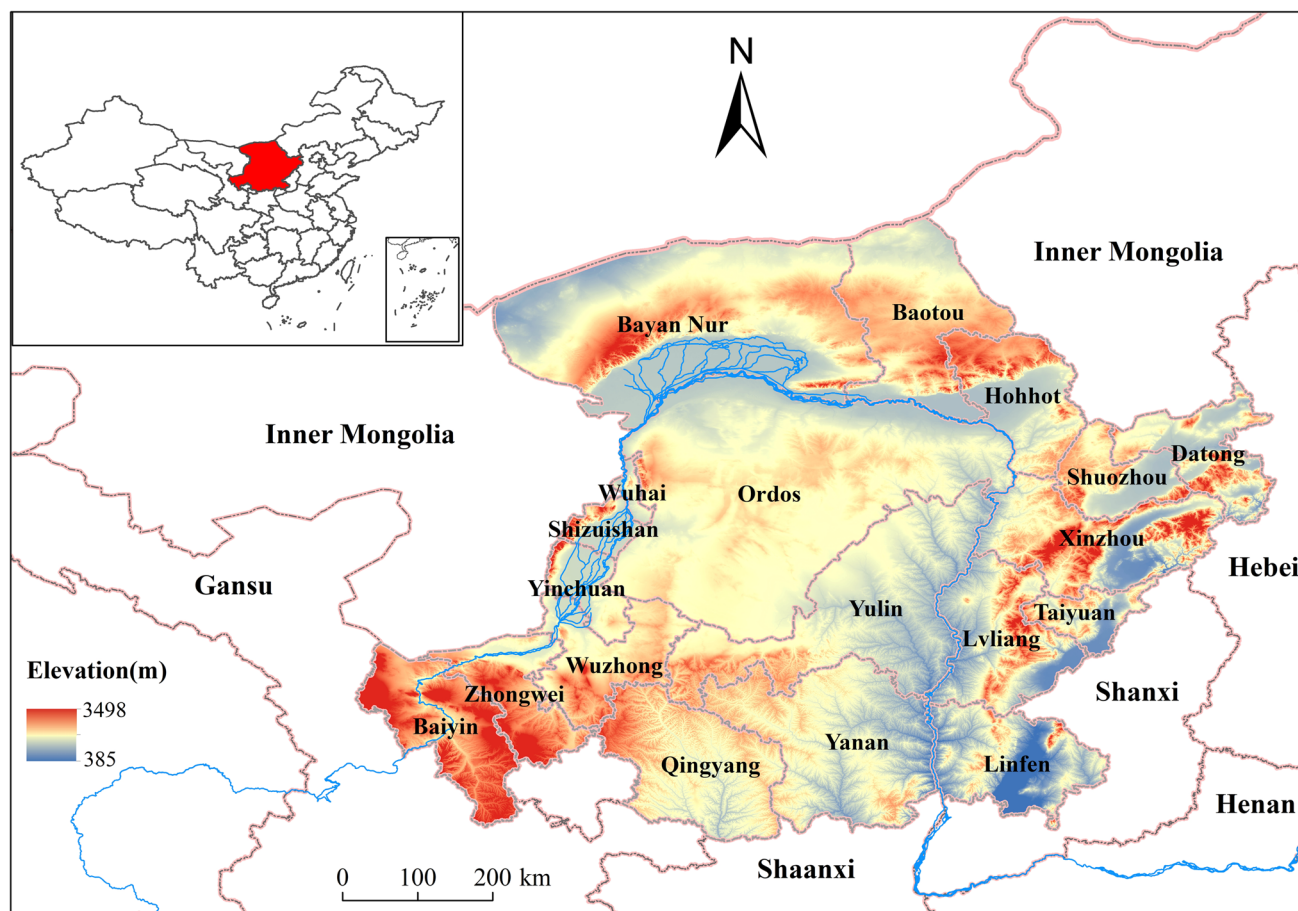 N
Inner Mongolia
Bayan Nur
Baotou
Hohhot
Inner Mongolia
Datong
Shuozhou
Wuhai
Ordos
Shizuishan
Xinzhou
Hebei
Gansu
Yinchuan
Yulin
Taiyuan
Lvliang
Wuzhong
Elevation(m)
Zhongwei
Shanxi
3498
Baiyin
385
Qingyang
Yanan
Linfen
Henan
Shaanxi
0 100 200 km